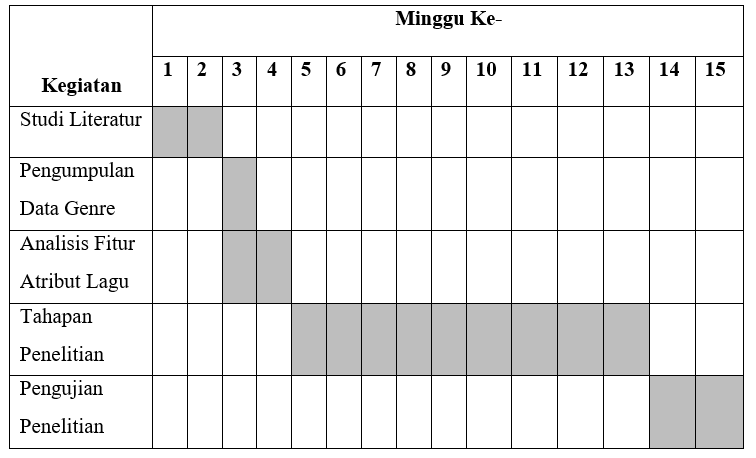 Minggu Ke-
Kegiatan
1 2 3 4 5 6 7 8 9 10 11 12 13 14 15
Studi Literatur
Pengumpulan
Data Genre
Analisis Fitur
Atribut Lagu
Tahapan
Penelitian
Pengujian
Penelitian